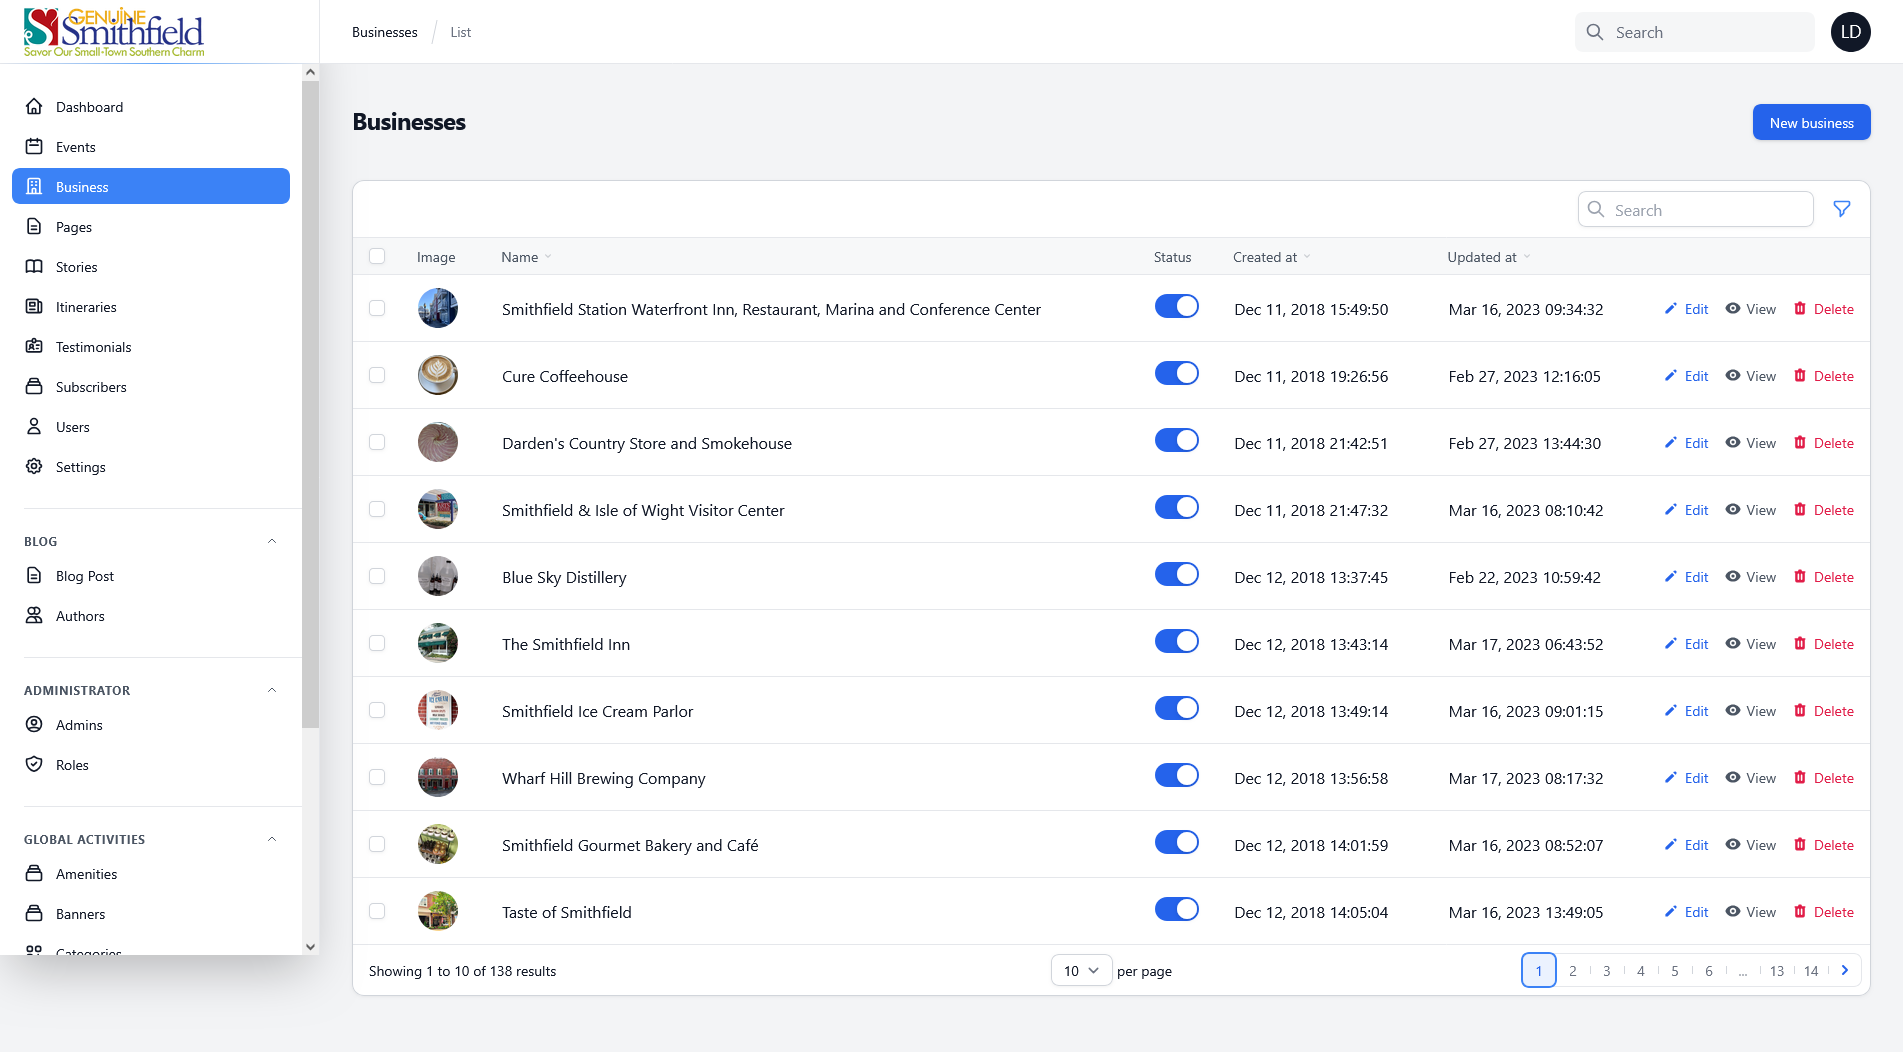 GENUINE
Smithfield
Savor Our Small-Town Southern Charm
Businesses / List
Search
LD
Dashboard
Events
Business
Pages
Stories
Itineraries
Testimonials
Subscribers
Users
Settings
BLOG
Blog Post
Authors
ADMINISTRATOR
Admins
Roles
GLOBAL ACTIVITIES
Amenities
Banners
Categories
Businesses
New business
Search
Image Name Status Created at Updated at
Smithfield Station Waterfront Inn, Restaurant, Marina and Conference Center Dec 11, 2018 15:49:50 Mar 16, 2023 09:34:32 Edit View Delete
Cure Coffeehouse Dec 11, 2018 19:26:56 Feb 27, 2023 12:16:05 Edit View Delete
Darden's Country Store and Smokehouse Dec 11, 2018 21:42:51 Feb 27, 2023 13:44:30 Edit View Delete
Smithfield & Isle of Wight Visitor Center Dec 11, 2018 21:47:32 Mar 16, 2023 08:10:42 Edit View Delete
Blue Sky Distillery Dec 12, 2018 13:37:45 Feb 22, 2023 10:59:42 Edit View Delete
The Smithfield Inn Dec 12, 2018 13:43:14 Mar 17, 2023 06:43:52 Edit View Delete
Smithfield Ice Cream Parlor Dec 12, 2018 13:49:14 Mar 16, 2023 09:01:15 Edit View Delete
Wharf Hill Brewing Company Dec 12, 2018 13:56:58 Mar 17, 2023 08:17:32 Edit View Delete
Smithfield Gourmet Bakery and Café Dec 12, 2018 14:01:59 Mar 16, 2023 08:52:07 Edit View Delete
Taste of Smithfield Dec 12, 2018 14:05:04 Mar 16, 2023 13:49:05 Edit View Delete
Showing 1 to 10 of 138 results 10 per page 1 2 3 4 5 6 ... 13 14